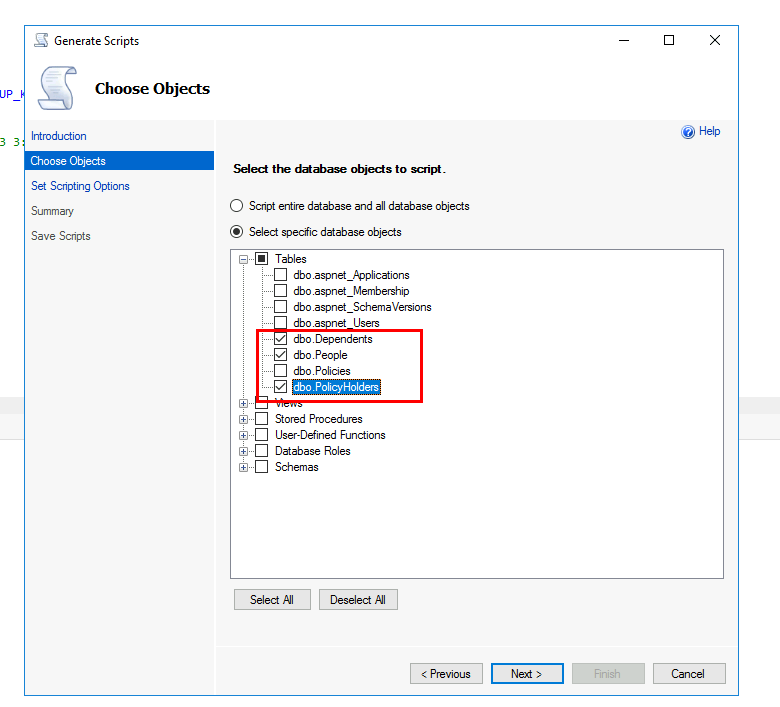 Generate Scripts
Choose Objects
UP_K
3 3:
Introduction
Choose Objects
Set Scripting Options
Summary
Save Scripts
Help
Select the database objects to script.
Script entire database and all database objects
Select specific database objects
Tables
dbo.aspnet_Applications
dbo.aspnet_Membership
dbo.aspnet_SchemaVersions
dbo.aspnet_Users
dbo.Dependents
dbo.People
dbo.Policies
dbo.PolicyHolders
Views
Stored Procedures
User-Defined Functions
Database Roles
Schemas
Select All
Deselect All
< Previous
Next >
Finish
Cancel